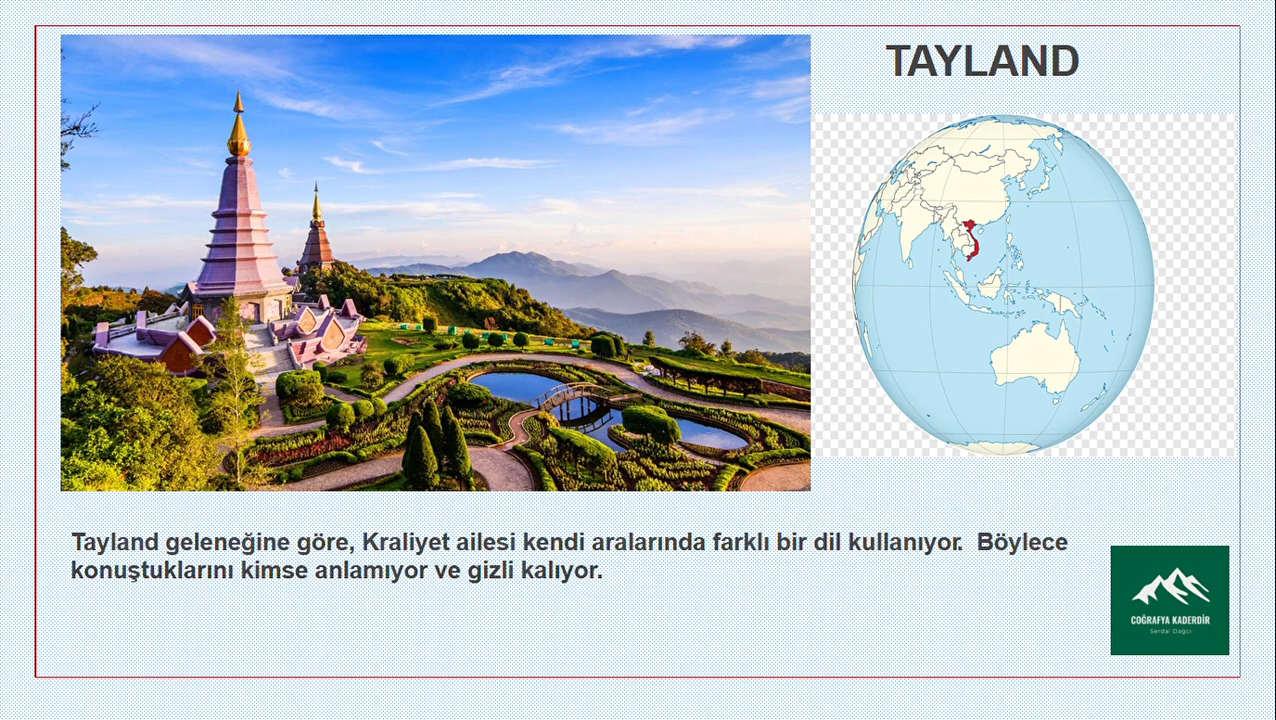 TAYLAND
Tayland geleneğine göre, Kraliyet ailesi kendi aralarında farklı bir dil kullanıyor.  Böylece
konuştuklarını kimse anlamıyor ve gizli kalıyor.
COĞRAFYA KADERDİR
Serdal Dağcı